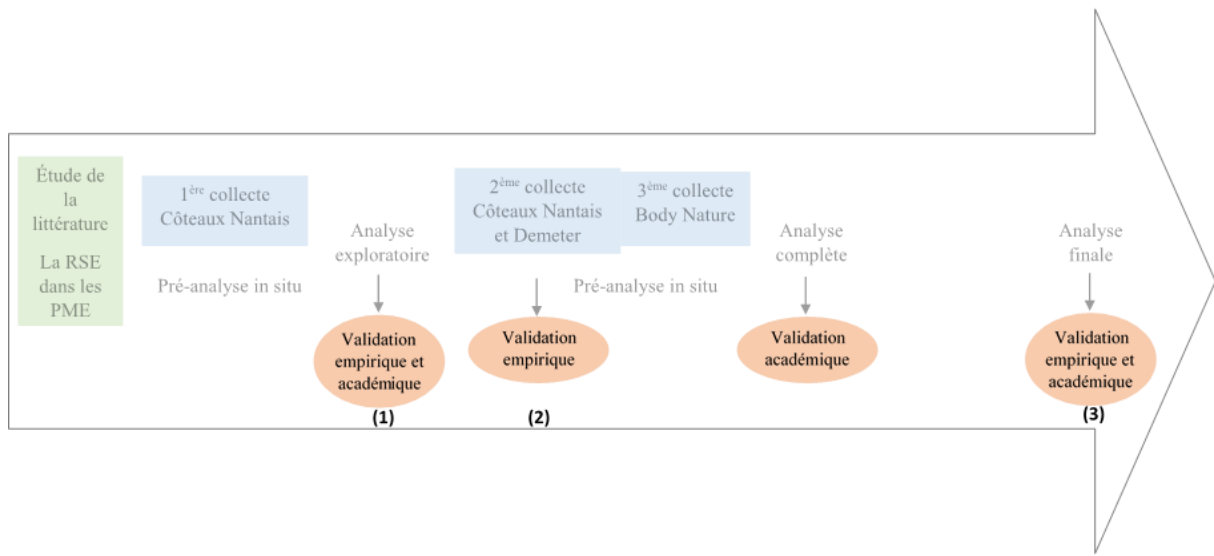 Étude de
la
littérature
La RSE
dans les
PME
1ère collecte
Côteaux Nantais
Pré-analyse in situ
Analyse
exploratoire
Validation
empirique et
académique
(1)
2ème collecte
Côteaux Nantais
et Demeter
Validation
empirique
(2)
3ème collecte
Body Nature
Pré-analyse in situ
Analyse
complète
Validation
académique
Analyse
finale
Validation
empirique et
académique
(3)